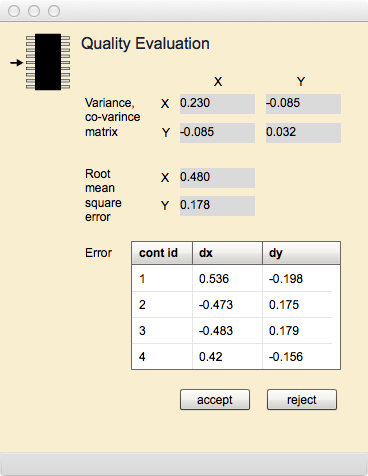 Quality Evaluation
X Y
Variance, X 0.230 -0.085
co-varince
matrix Y -0.085 0.032
Root X 0.480
mean
square Y 0.178
error
Error cont id dx dy
1 0.536 -0.198
2 -0.473 0.175
3 -0.483 0.179
4 0.42 -0.156
accept reject